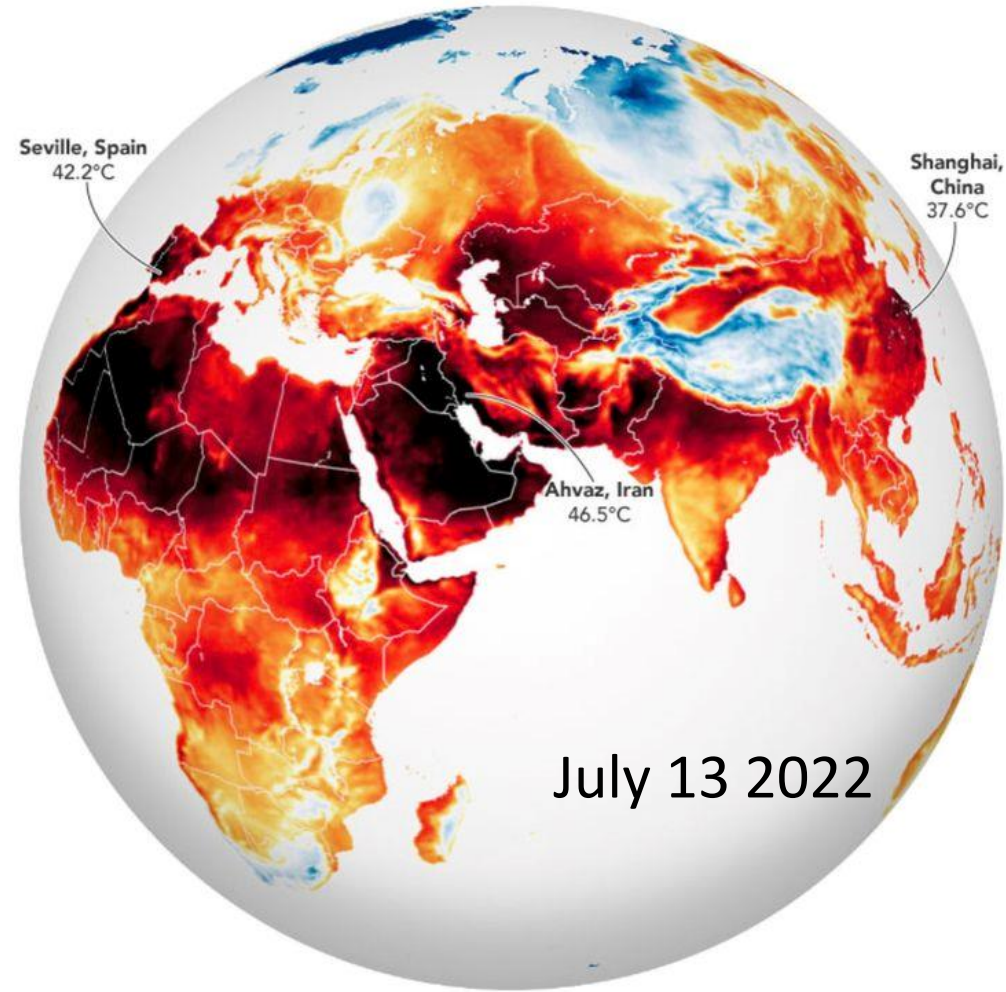 Seville, Spain
42.2°C
Shanghai,
China
37.6°C
Ahvaz, Iran
46.5°C
July 13 2022